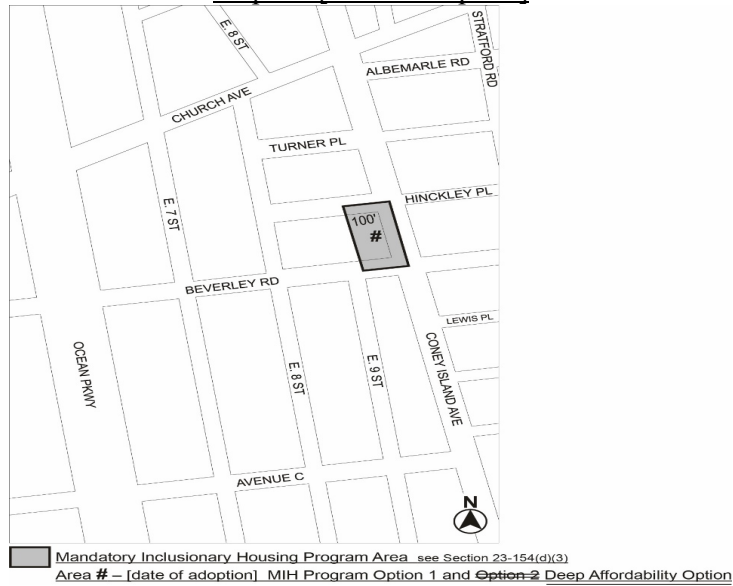 E. 8 ST
STRATFORD RD
ALBEMARLE RD
CHURCH AVE
TURNER PL
HINCKLEY PL
E. 7 ST
100'
#
BEVERLEY RD
LEWIS PL
OCEAN PKWY
E. 8 ST
E. 9 ST
CONEY ISLAND AVE
AVENUE C
N
Mandatory Inclusionary Housing Program Area see Section 23-154(d)(3)
Area # – [date of adoption] MIH Program Option 1 and Option 2 Deep Affordability Option